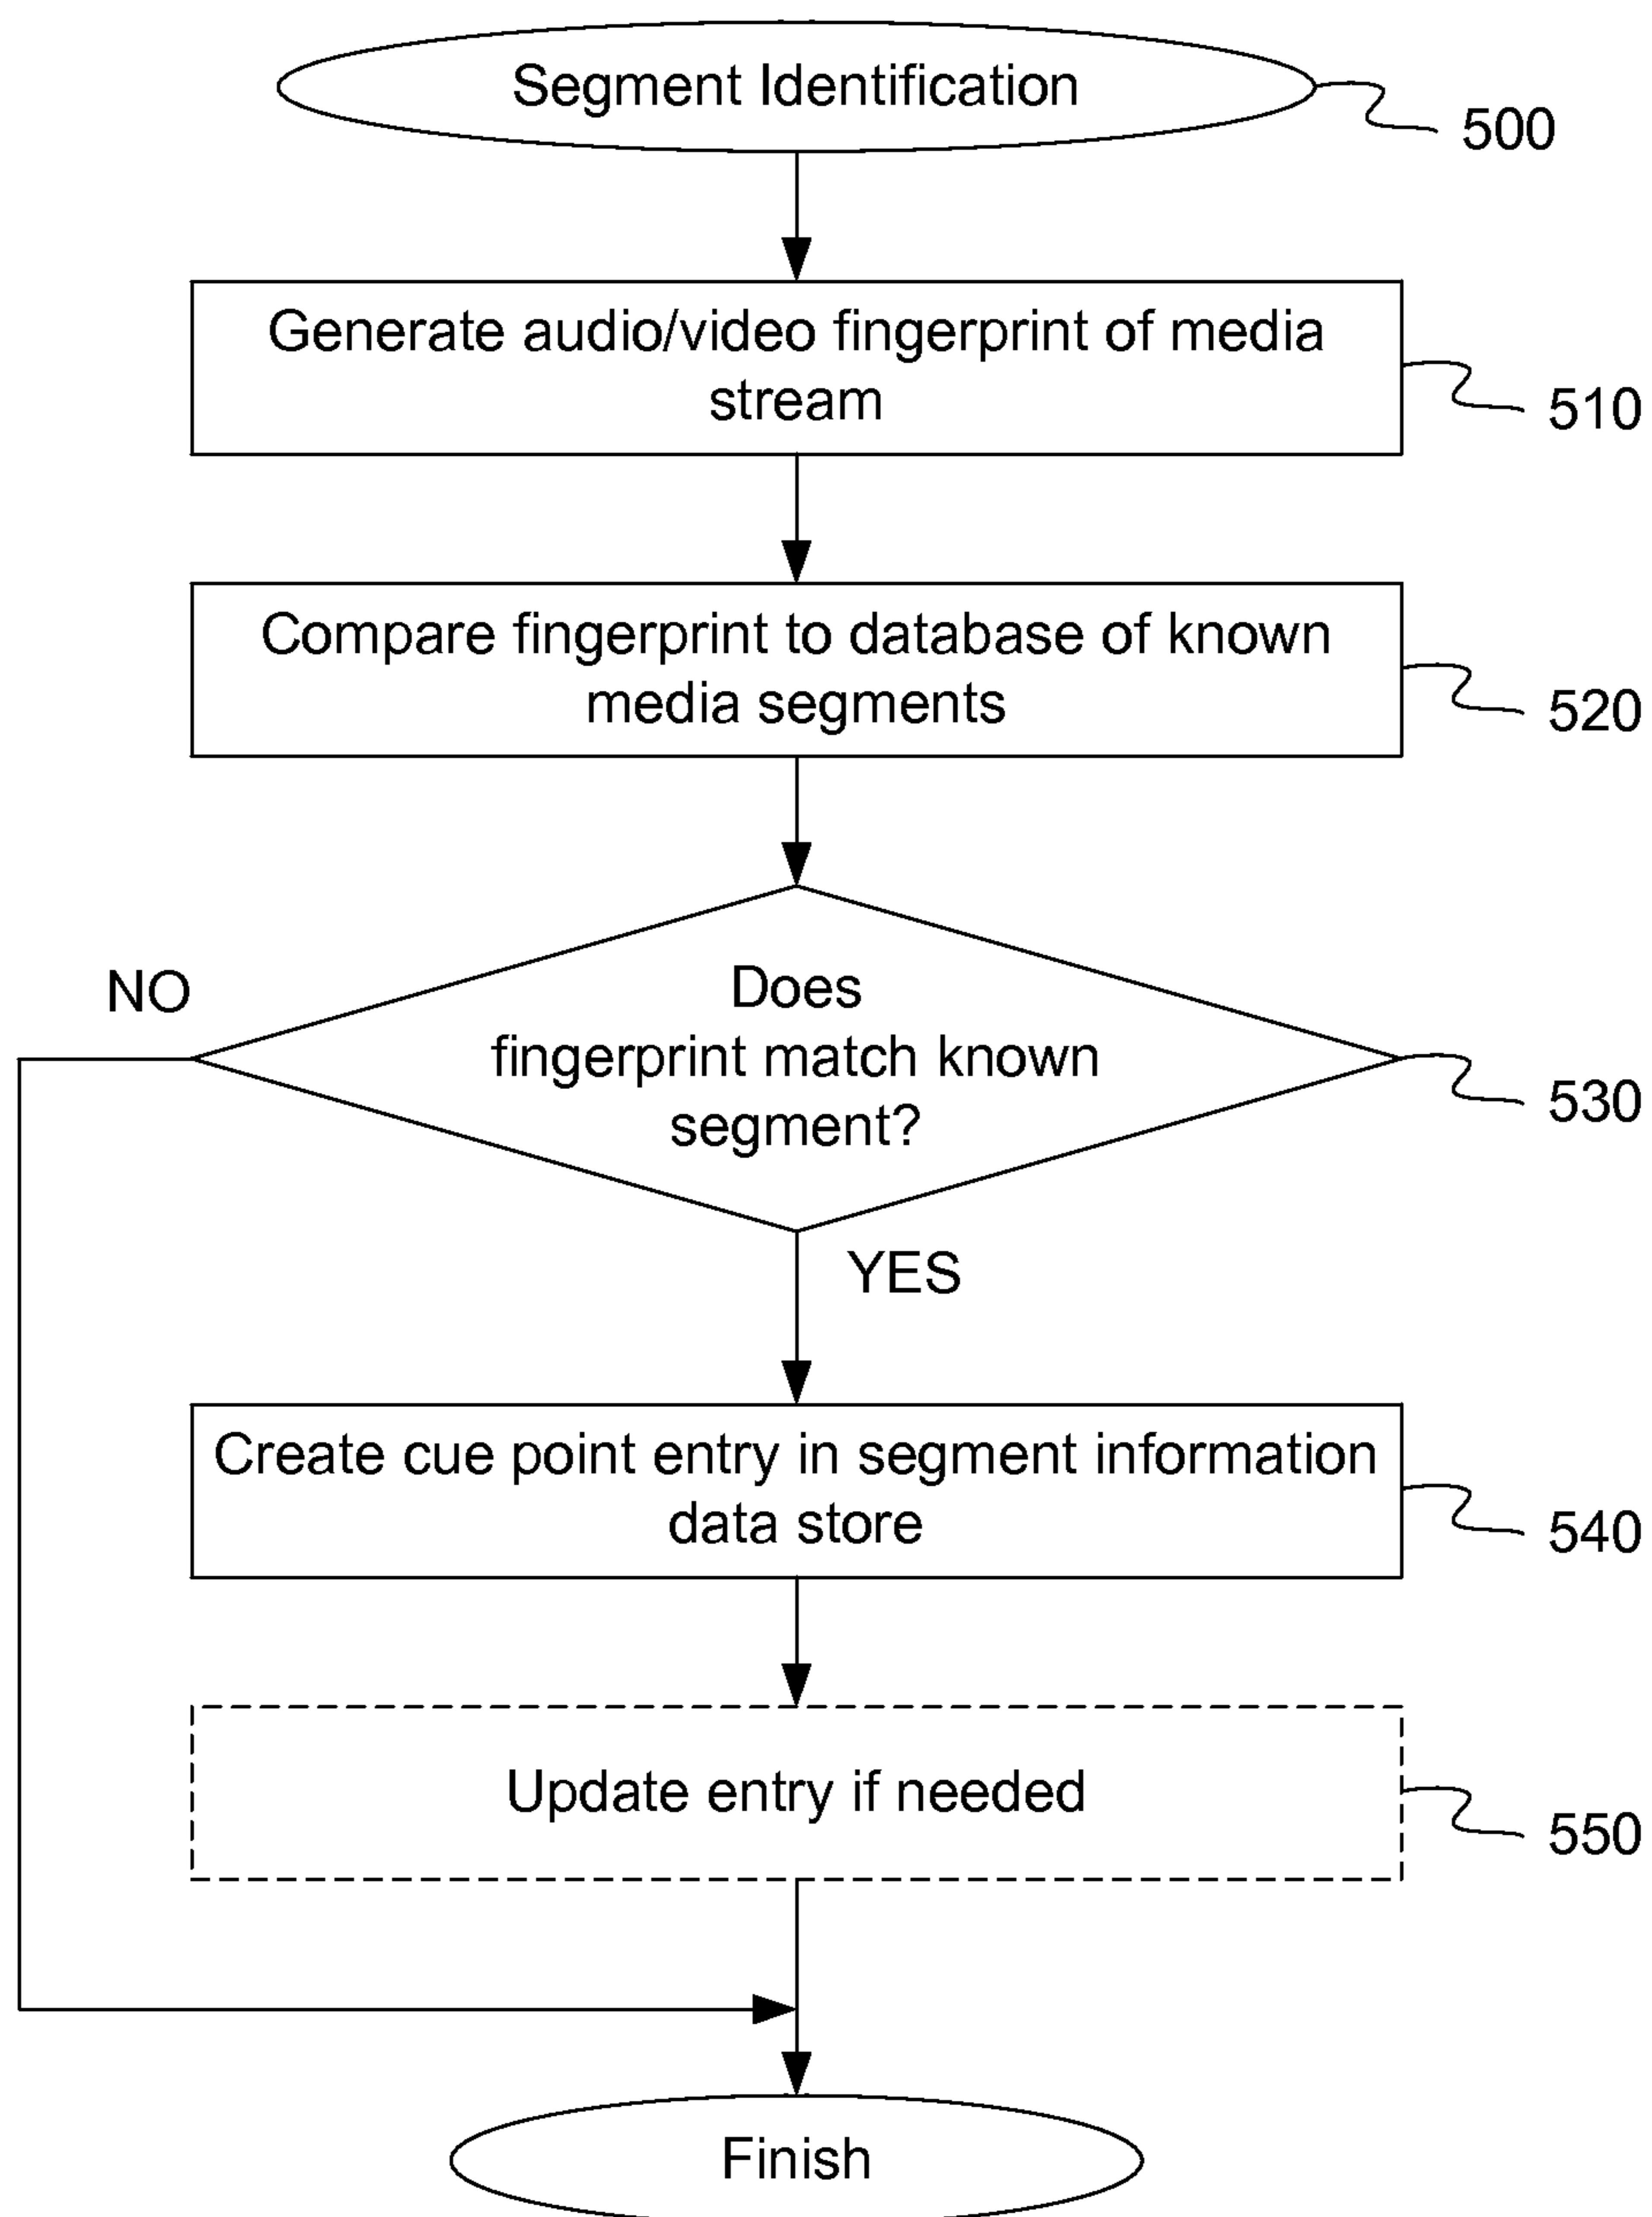 Segment Identification
500
Generate audio/video fingerprint of media
stream
510
Compare fingerprint to database of known
media segments
520
NO
Does
fingerprint match known
segment?
530
YES
Create cue point entry in segment information
data store
540
Update entry if needed
550
Finish